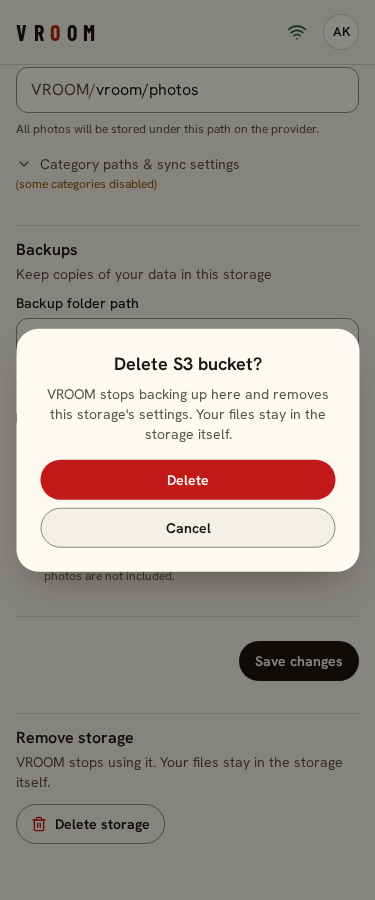 VROOM
AK
VROOM/vroom/photos
All photos will be stored under this path on the provider.
Category paths & sync settings
(some categories disabled)
Backups
Keep copies of your data in this storage
Backup folder path
Delete S3 bucket?
VROOM stops backing up here and removes
this storage's settings. Your files stay in the
storage itself.
Delete
Cancel
photos are not included.
Save changes
Remove storage
VROOM stops using it. Your files stay in the storage
itself.
Delete storage